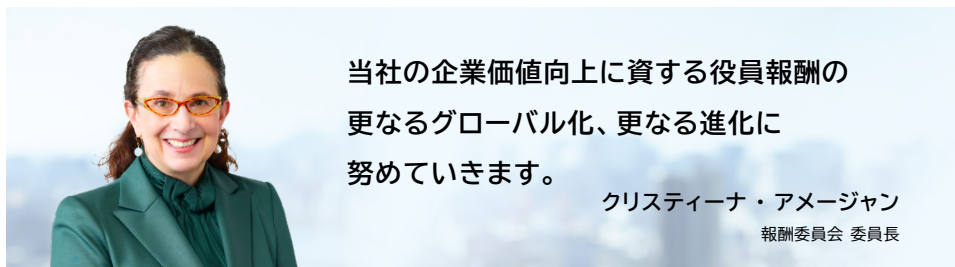 当社の企業価値向上に資する役員報酬の
更なるグローバル化、更なる進化に
努めていきます。
クリスティーナ・アメージャン
報酬委員会 委員長